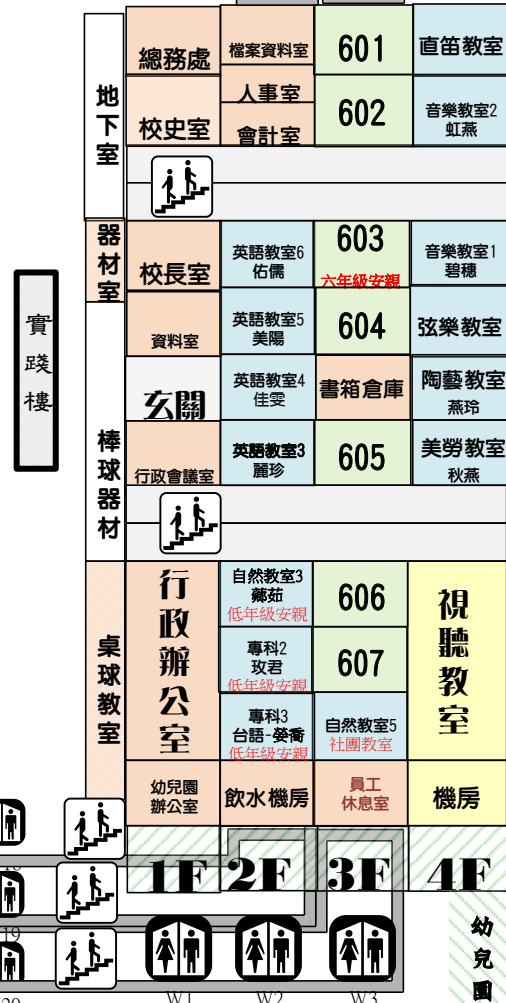 地下室
總務處
檔案資料室
601
直笛教室
校史室
人事室
會計室
602
音樂教室2
虹燕
器材室
校長室
英語教室6
佑儒
603
六年級安親
音樂教室1
碧穗
實踐樓
資料室
英語教室5
美陽
604
弦樂教室
玄關
英語教室4
佳雯
書箱倉庫
陶藝教室
燕玲
棒球器材
行政會議室
英語教室3
麗珍
605
美勞教室
秋燕
桌球教室
行政辦公室
自然教室3
薌茹
低年級安親
606
視聽教室
專科2
玫君
低年級安親
607
專科3
台語-榮喬
低年級安親
自然教室5
社團教室
幼兒園
辦公室
飲水機房
員工
休息室
機房
1F
2F
3F
4F
幼兒園
W1
W2
W3